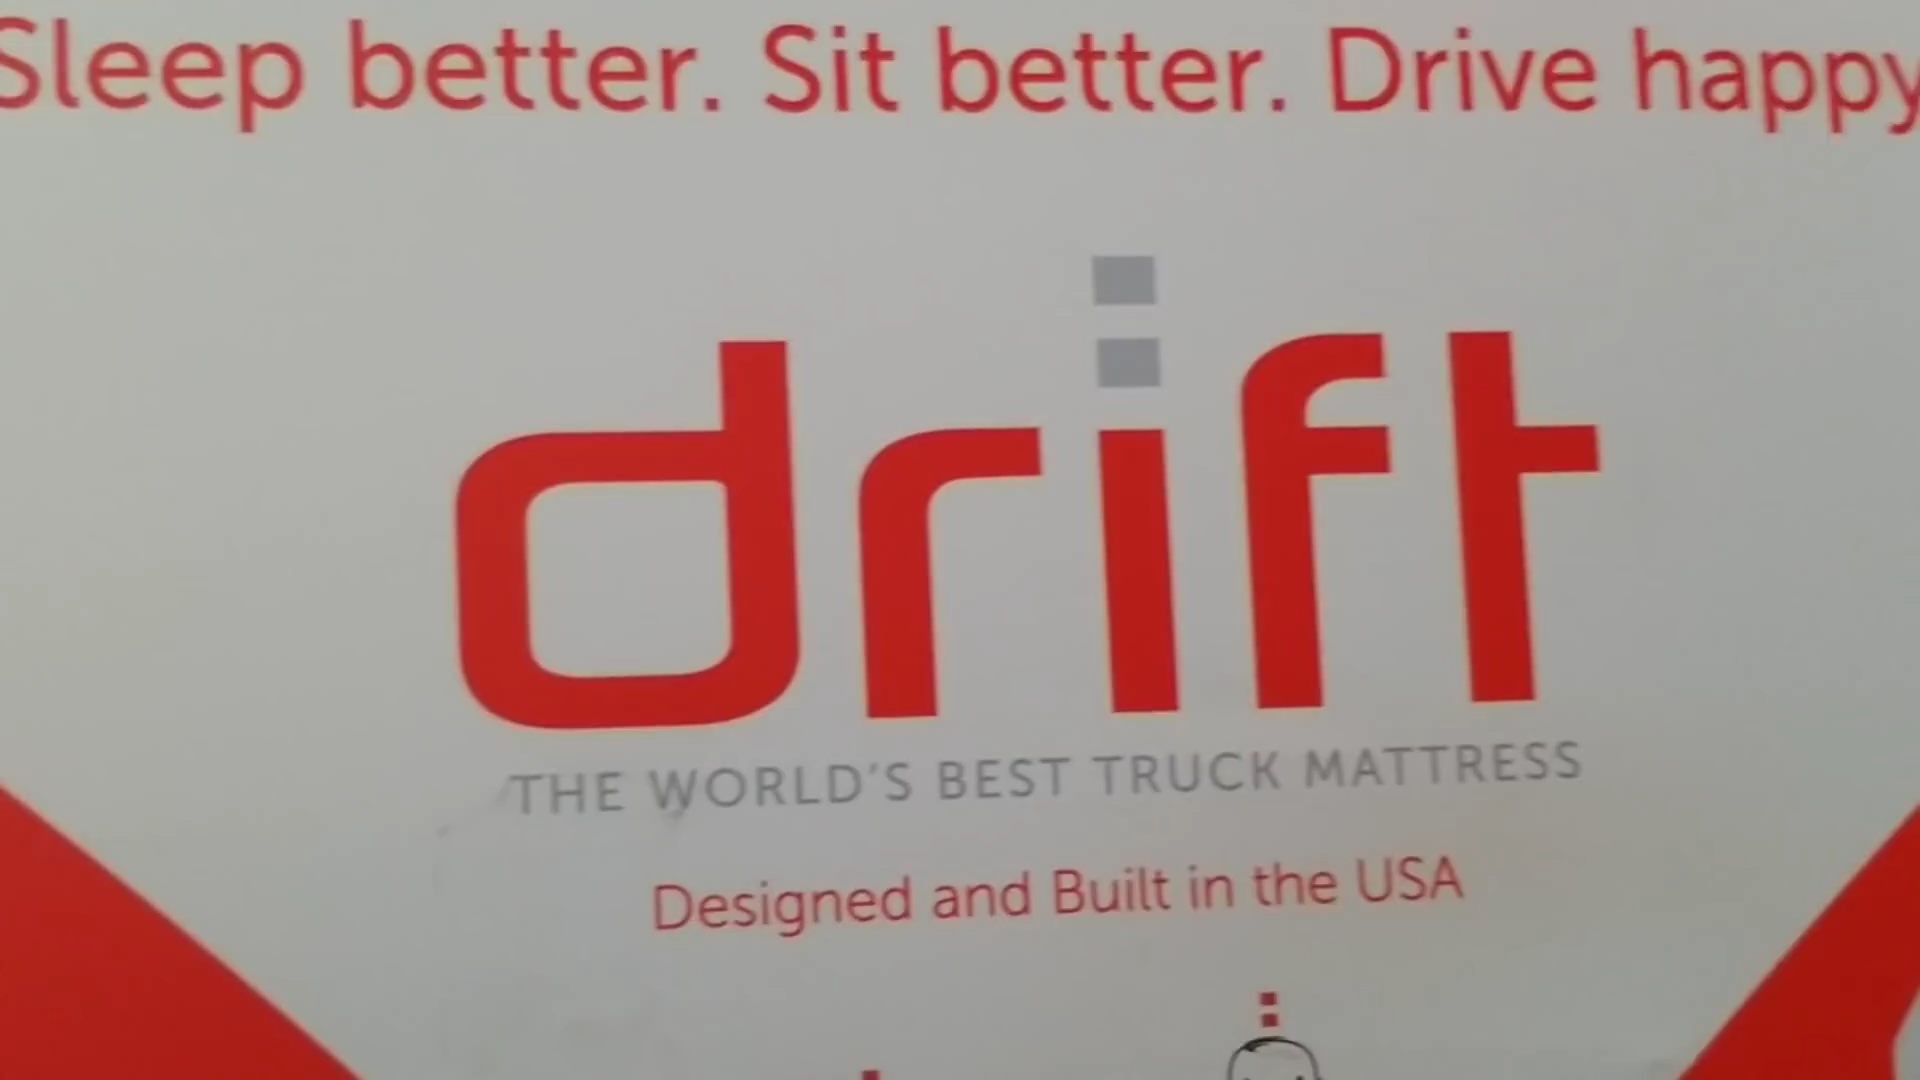 Sleep better. Sit better. Drive happy
drift
THE WORLD'S BEST TRUCK MATTRESS
Designed and Built in the USA